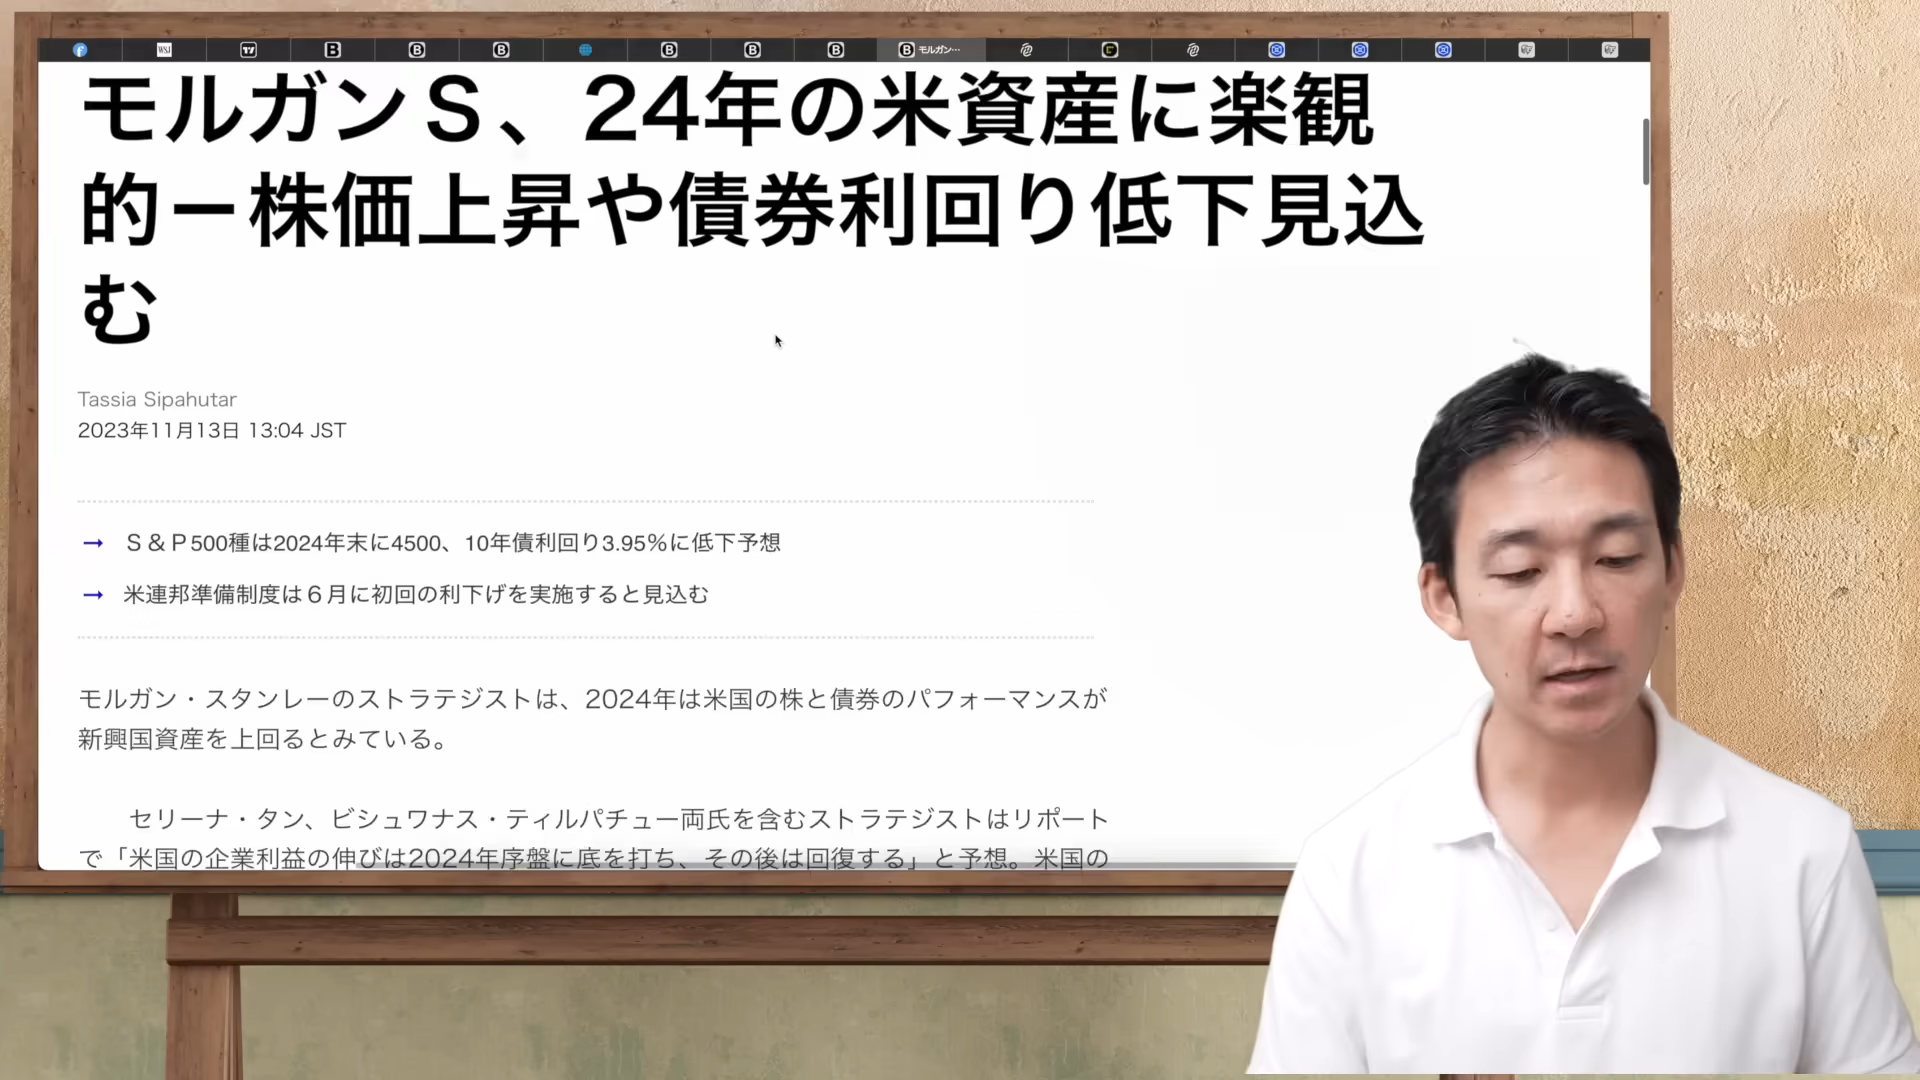 WSJ
B
B
B
B
B
B
B モルガン…
モルガンＳ、24年の米資産に楽観
的－株価上昇や債券利回り低下見込
む
Tassia Sipahutar
2023年11月13日 13:04 JST
→ Ｓ＆Ｐ500種は2024年末に4500、10年債利回り3.95%に低下予想
→ 米連邦準備制度は６月に初回の利下げを実施すると見込む
モルガン・スタンレーのストラテジストは、2024年は米国の株と債券のパフォーマンスが
新興国資産を上回るとみている。
セリーナ・タン、ビシュワナス・ティルパチュー両氏を含むストラテジストはリポート
で「米国の企業利益の伸びは2024年序盤に底を打ち、その後は回復する」と予想。米国の